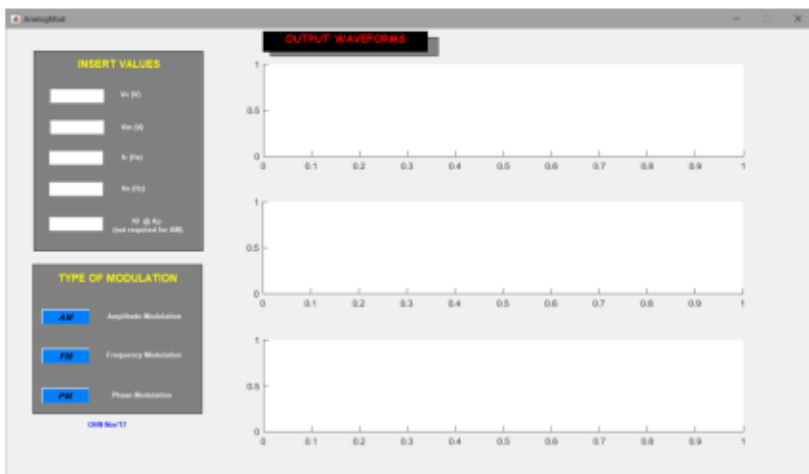 AnalogMod
OUTPUT WAVEFORMS
INSERT VALUES
Vc (V)
Vm (V)
fc (Hz)
fm (Hz)
Kf @ Kp
(not required for AM)
TYPE OF MODULATION
AM Amplitude Modulation
FM Frequency Modulation
PM Phase Modulation
Nov'17
1
0.5
0
0 0.1 0.2 0.3 0.4 0.5 0.6 0.7 0.8 0.9 1
1
0.5
0
0 0.1 0.2 0.3 0.4 0.5 0.6 0.7 0.8 0.9 1
1
0.5
0
0 0.1 0.2 0.3 0.4 0.5 0.6 0.7 0.8 0.9 1